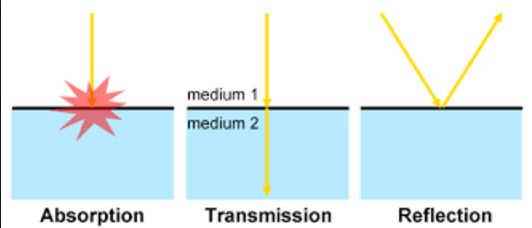 medium 1
medium 2
Absorption
Transmission
Reflection